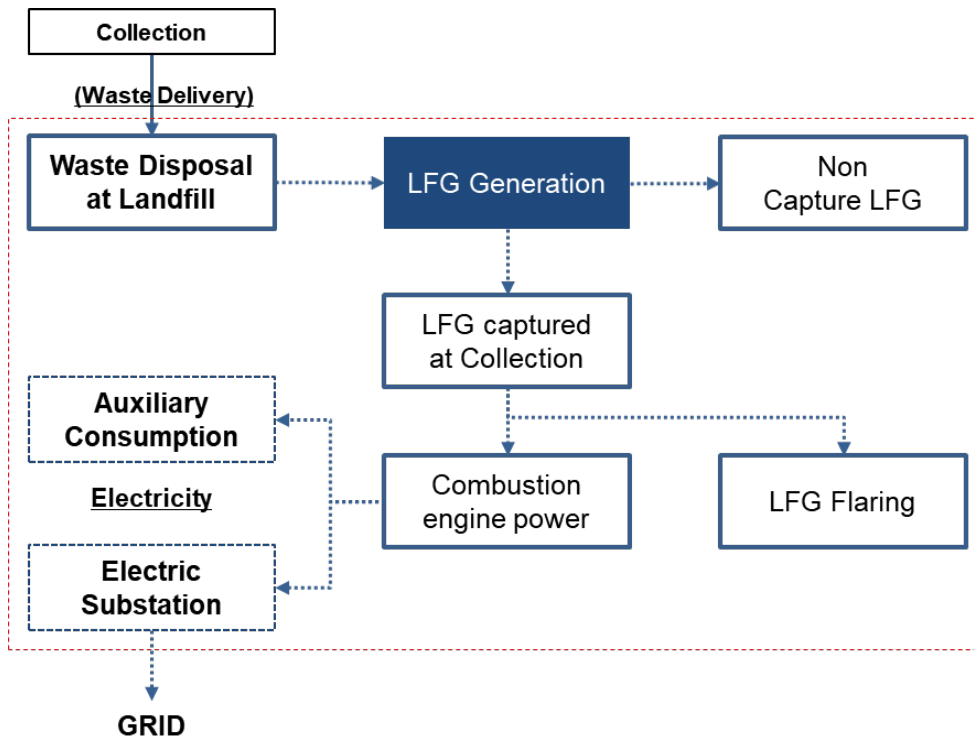 Collection
(Waste Delivery)
Waste Disposal
at Landfill
LFG Generation
Non
Capture LFG
LFG captured
at Collection
Auxiliary
Consumption
Electricity
Combustion
engine power
LFG Flaring
Electric
Substation
GRID